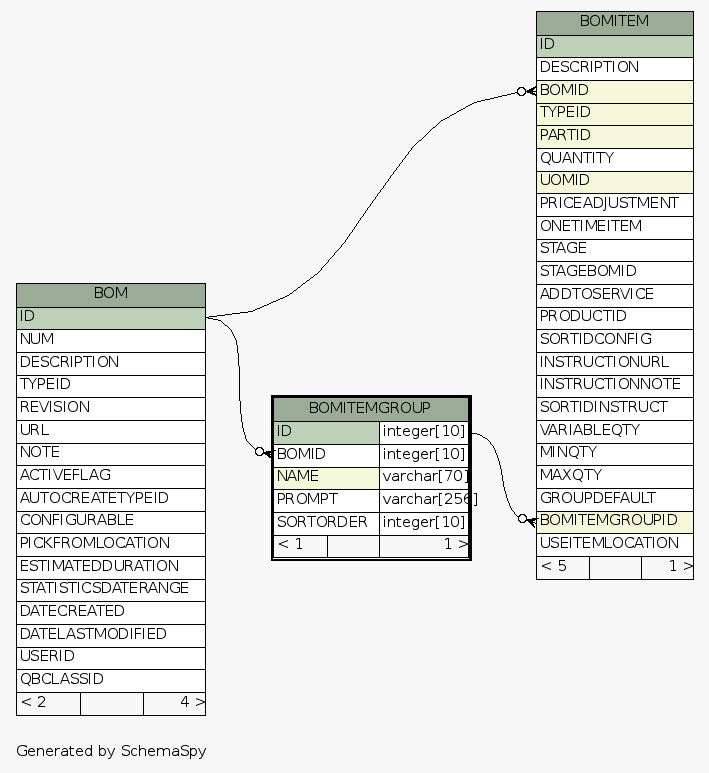 BOMITEM
ID
DESCRIPTION
BOMID
TYPEID
PARTID
QUANTITY
UOMID
PRICEADJUSTMENT
ONETIMEITEM
STAGE
STAGEBOMID
ADDTOSERVICE
PRODUCTID
SORTIDCONFIG
INSTRUCTIONURL
INSTRUCTIONNOTE
SORTIDINSTRUCT
VARIABLEQTY
MINQTY
MAXQTY
GROUPDEFAULT
BOMITEMGROUPID
USEITEMLOCATION
< 5 1 >
BOM
ID
NUM
DESCRIPTION
TYPEID
REVISION
URL
NOTE
ACTIVEFLAG
AUTOCREATETYPEID
CONFIGURABLE
PICKFROMLOCATION
ESTIMATEDDURATION
STATISTICSDATERANGE
DATECREATED
DATELASTMODIFIED
USERID
QBCLASSID
< 2 4 >
BOMITEMGROUP
ID integer[10]
BOMID integer[10]
NAME varchar[70]
PROMPT varchar[256]
SORTORDER integer[10]
< 1 1 >
Generated by SchemaSpy